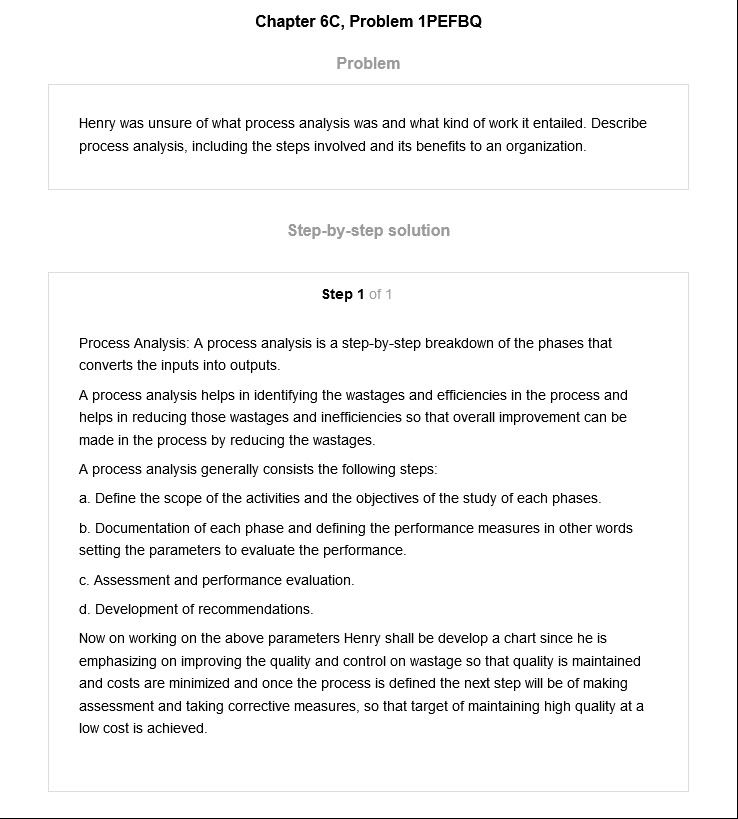 Chapter 6C, Problem 1PEFBQ
Problem
Henry was unsure of what process analysis was and what kind of work it entailed. Describe
process analysis, including the steps involved and its benefits to an organization.
Step-by-step solution
Step 1 of 1
Process Analysis: A process analysis is a step-by-step breakdown of the phases that
converts the inputs into outputs.
A process analysis helps in identifying the wastages and efficiencies in the process and
helps in reducing those wastages and inefficiencies so that overall improvement can be
made in the process by reducing the wastages.
A process analysis generally consists the following steps:
a. Define the scope of the activities and the objectives of the study of each phases.
b. Documentation of each phase and defining the performance measures in other words
setting the parameters to evaluate the performance.
c. Assessment and performance evaluation.
d. Development of recommendations.
Now on working on the above parameters Henry shall be develop a chart since he is
emphasizing on improving the quality and control on wastage so that quality is maintained
and costs are minimized and once the process is defined the next step will be of making
assessment and taking corrective measures, so that target of maintaining high quality at a
low cost is achieved.